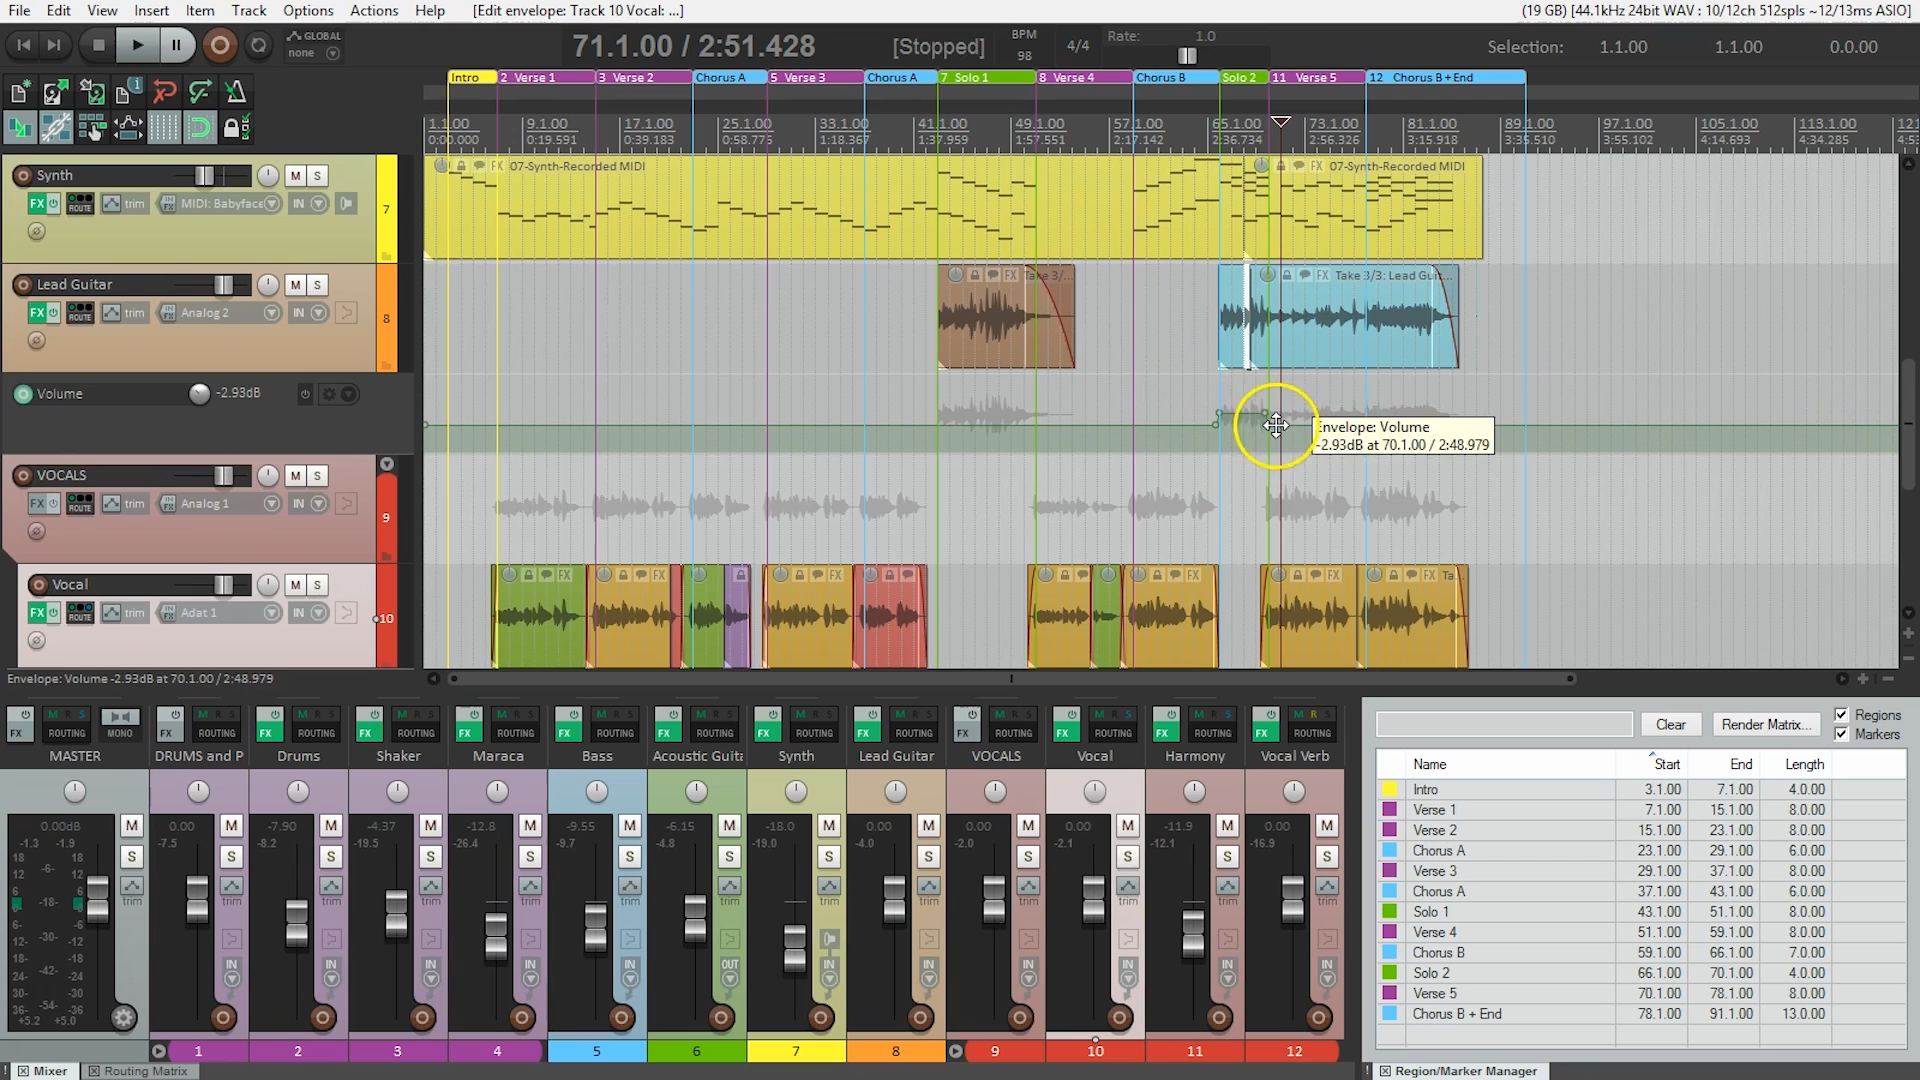 File Edit View Insert Item Track Options Actions Help [Edit envelope: Track 10 Vocal: ...] (19 GB) [44.1kHz 24bit WAV : 10/12ch 512spls ~12/13ms ASIO]
GLOBAL none 71.1.00 / 2:51.428 [Stopped] BPM 98 4/4 Rate: 1.0 Selection: 1.1.00 1.1.00 0.0.00
Intro 2 Verse 1 3 Verse 2 Chorus A 5 Verse 3 Chorus A 7 Solo 1 8 Verse 4 Chorus B Solo 2 11 Verse 5 12 Chorus B+End
1.1.00 9.1.00 17.1.00 25.1.00 33.1.00 41.1.00 49.1.00 57.1.00 65.1.00 73.1.00 81.1.00 89.1.00 97.1.00 105.1.00 113.1.00 121
0:00.000 0:19.591 0:39.183 0:58.775 1:18.367 1:37.959 1:57.551 2:17.142 2:36.734 2:56.326 3:15.918 3:35.510 3:55.102 4:14.693 4:34.285 4:53
FX 07-Synth-Recorded MIDI FX 07-Synth-Recorded MIDI
Synth M S
FX ROUTE trim IN FX MIDI: Babyface IN 7
Lead Guitar M S FX Take 3/... FX Take 3/3: Lead Guit...
FX ROUTE trim IN FX Analog 2 IN 8
Volume -2.93dB
Envelope: Volume
-2.93dB at 70.1.00 / 2:48.979
VOCALS M S
FX ROUTE trim IN FX Analog 1 IN 9
Vocal M S FX FX FX FX FX FX FX Ta...
FX ROUTE trim IN FX Adat 1 IN 10
Envelope: Volume -2.93dB at 70.1.00 / 2:48.979
FX ROUTING MONO FX ROUTING FX ROUTING FX ROUTING FX ROUTING FX ROUTING FX ROUTING FX ROUTING FX ROUTING FX ROUTING FX ROUTING FX ROUTING FX ROUTING
MASTER DRUMS and P Drums Shaker Maraca Bass Acoustic Guita Synth Lead Guitar VOCALS Vocal Harmony Vocal Verb
0.00dB M 0.00 M -7.90 M -4.37 M -12.8 M -9.55 M -6.15 M -18.0 M 0.00 M 0.00 M 0.00 M -11.9 M 0.00 M
-1.3 -1.9 -7.5 -8.2 -19.5 -26.4 -9.7 -4.8 -19.0 -4.0 -2.0 -2.1 -12.1 -16.9
S S S S S S S S S S S S S
18 18
12 -6- 12
6 6
trim trim trim trim trim trim trim trim trim trim trim trim trim
0 -18- 0
6- -6
12- -30- -12
18- -18
24- -42- -24
30- -30
36- -54- -36
+5.2 +5.0
IN IN IN IN IN OUT IN IN IN IN IN IN
1 2 3 4 5 6 7 8 9 10 11 12
! Mixer Routing Matrix
Clear Render Matrix... Regions
Markers
Name Start End Length
Intro 3.1.00 7.1.00 4.0.00
Verse 1 7.1.00 15.1.00 8.0.00
Verse 2 15.1.00 23.1.00 8.0.00
Chorus A 23.1.00 29.1.00 6.0.00
Verse 3 29.1.00 37.1.00 8.0.00
Chorus A 37.1.00 43.1.00 6.0.00
Solo 1 43.1.00 51.1.00 8.0.00
Verse 4 51.1.00 59.1.00 8.0.00
Chorus B 59.1.00 66.1.00 7.0.00
Solo 2 66.1.00 70.1.00 4.0.00
Verse 5 70.1.00 78.1.00 8.0.00
Chorus B + End 78.1.00 91.1.00 13.0.00
! Region/Marker Manager